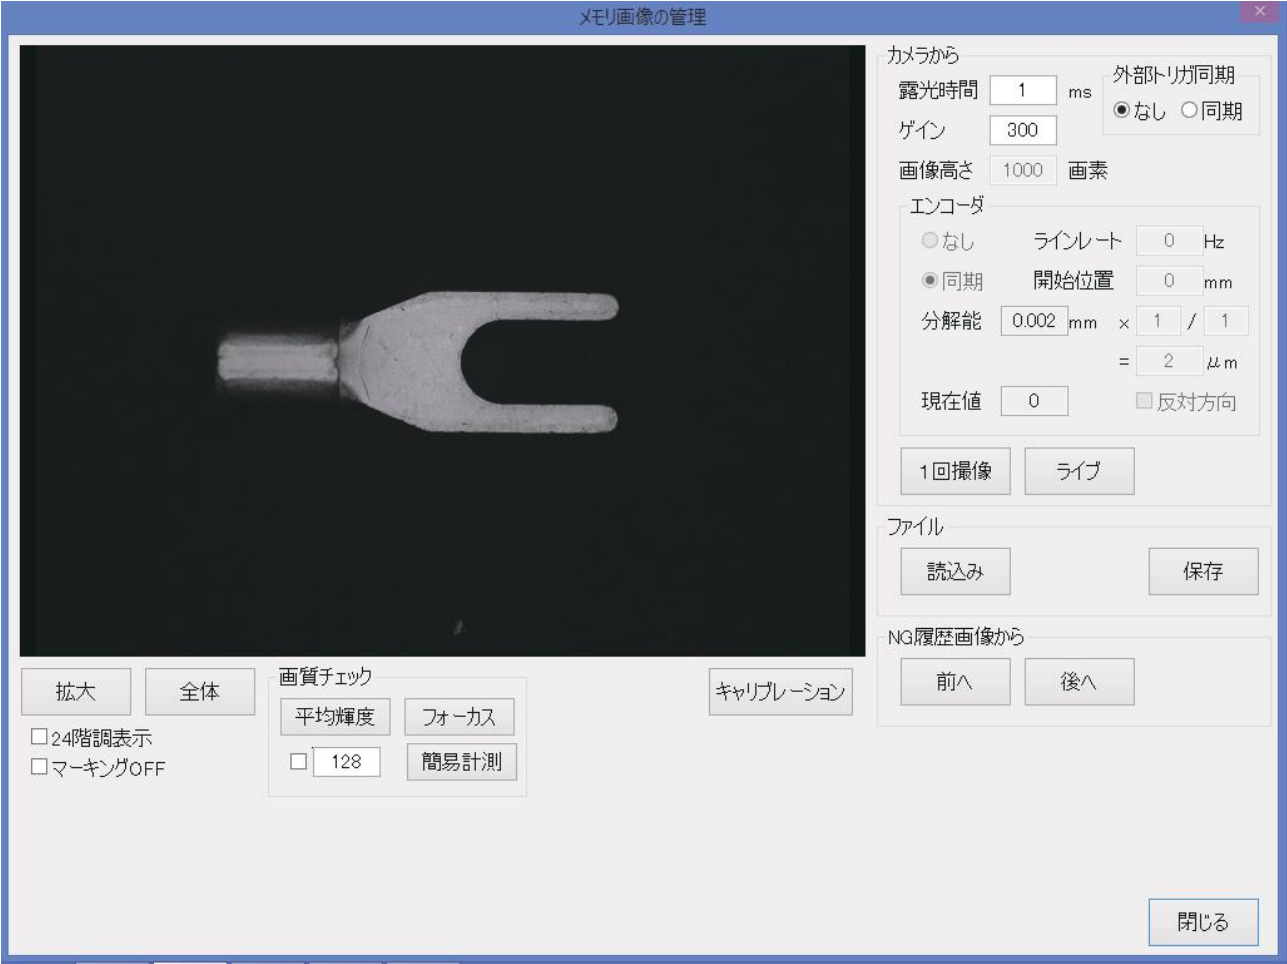 メモリ画像の管理
カメラから
外部トリガ同期
露光時間 1 ms
なし 同期
ゲイン 300
画像高さ 1000 画素
エンコーダ
なし ラインレート 0 Hz
同期 開始位置 0 mm
分解能 0.002 mm × 1 / 1
= 2 μm
現在値 0 反対方向
1回撮像 ライブ
ファイル
読込み 保存
NG履歴画像から
前へ 後へ
拡大 全体
画質チェック
キャリブレーション
平均輝度 フォーカス
24階調表示
128 簡易計測
マーキングOFF
閉じる